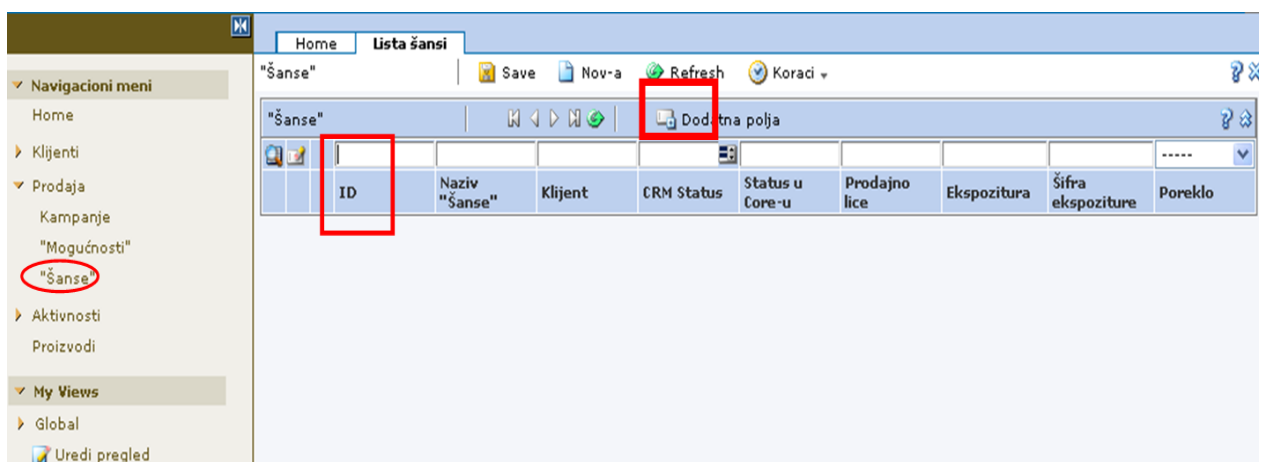 Home Lista šansi
"Šanse" Save Nov-a Refresh Koraci
Navigacioni meni
Home
Klijenti
Prodaja
Kampanje
"Mogućnosti"
"Šanse"
Aktivnosti
Proizvodi
My Views
Global
Uredi pregled
"Šanse" Dodatna polja
-----
ID
Naziv
"Šanse"
Klijent
CRM Status
Status u
Core-u
Prodajno
lice
Ekspozitura
Šifra
ekspoziture
Poreklo